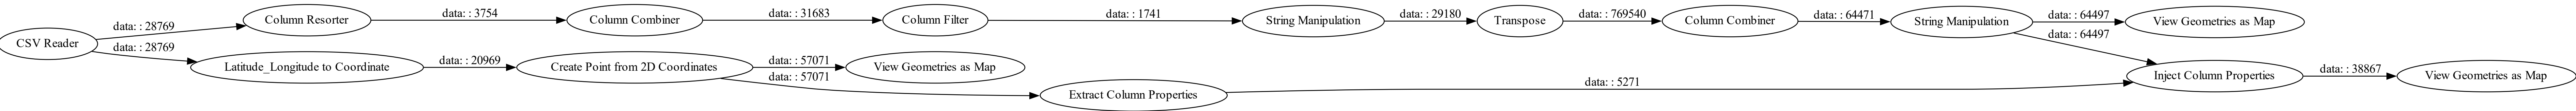 CSV Reader
data: : 28769
Column Resorter
data: : 3754
Column Combiner
data: : 31683
Column Filter
data: : 1741
String Manipulation
data: : 29180
Transpose
data: : 769540
Column Combiner
data: : 64471
String Manipulation
data: : 64497
View Geometries as Map
data: : 64497
data: : 28769
Latitude_Longitude to Coordinate
data: : 20969
Create Point from 2D Coordinates
data: : 57071
View Geometries as Map
data: : 57071
Extract Column Properties
data: : 5271
Inject Column Properties
data: : 38867
View Geometries as Map